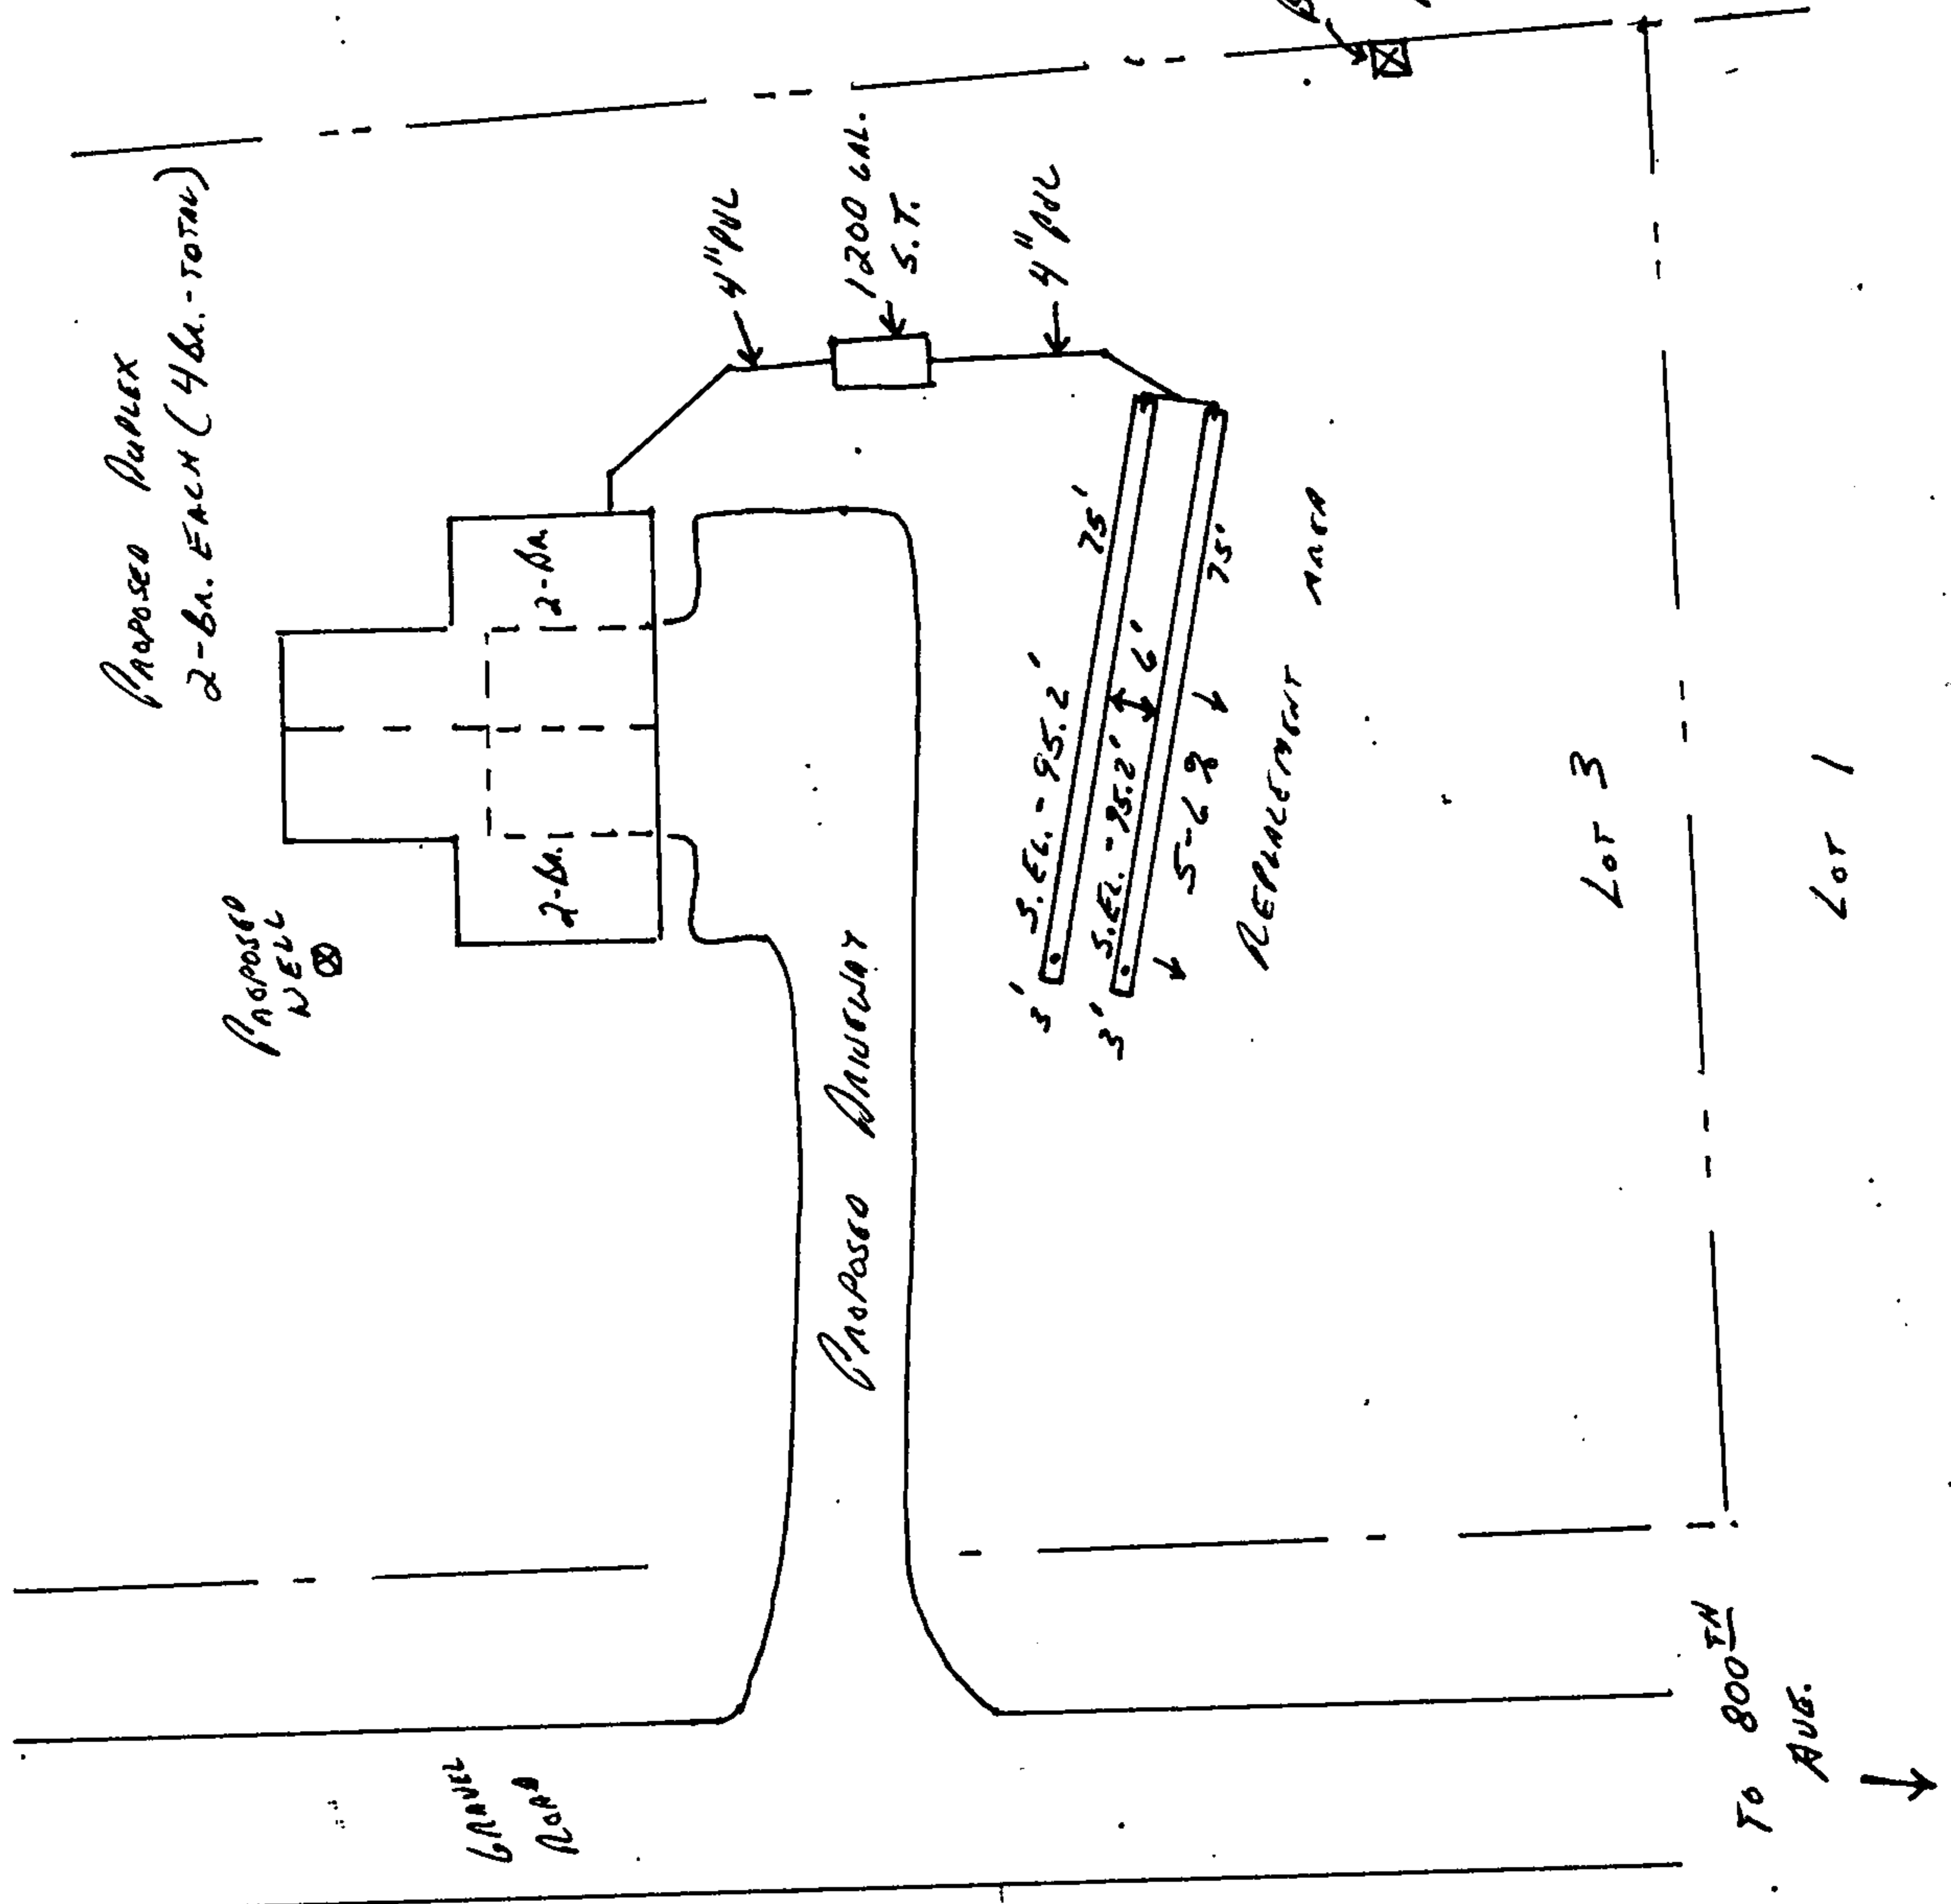 PROPOSED DUPLEX
2-BR. EACH (4 BR. - TOTAL)
PROPOSED
WELL
2-BR.
2-BR
4" PVC
1200 GAL.
S.T.
4" PVC
PROPOSED DRIVEWAY
3' S.EL. - 95.2' 75'
3' S.EL. - 95.2' 6'
75'
5-6%
REPLACEMENT AREA
LOT 3
LOT 1
GRAVEL
ROAD
TO 800TH
AVE.